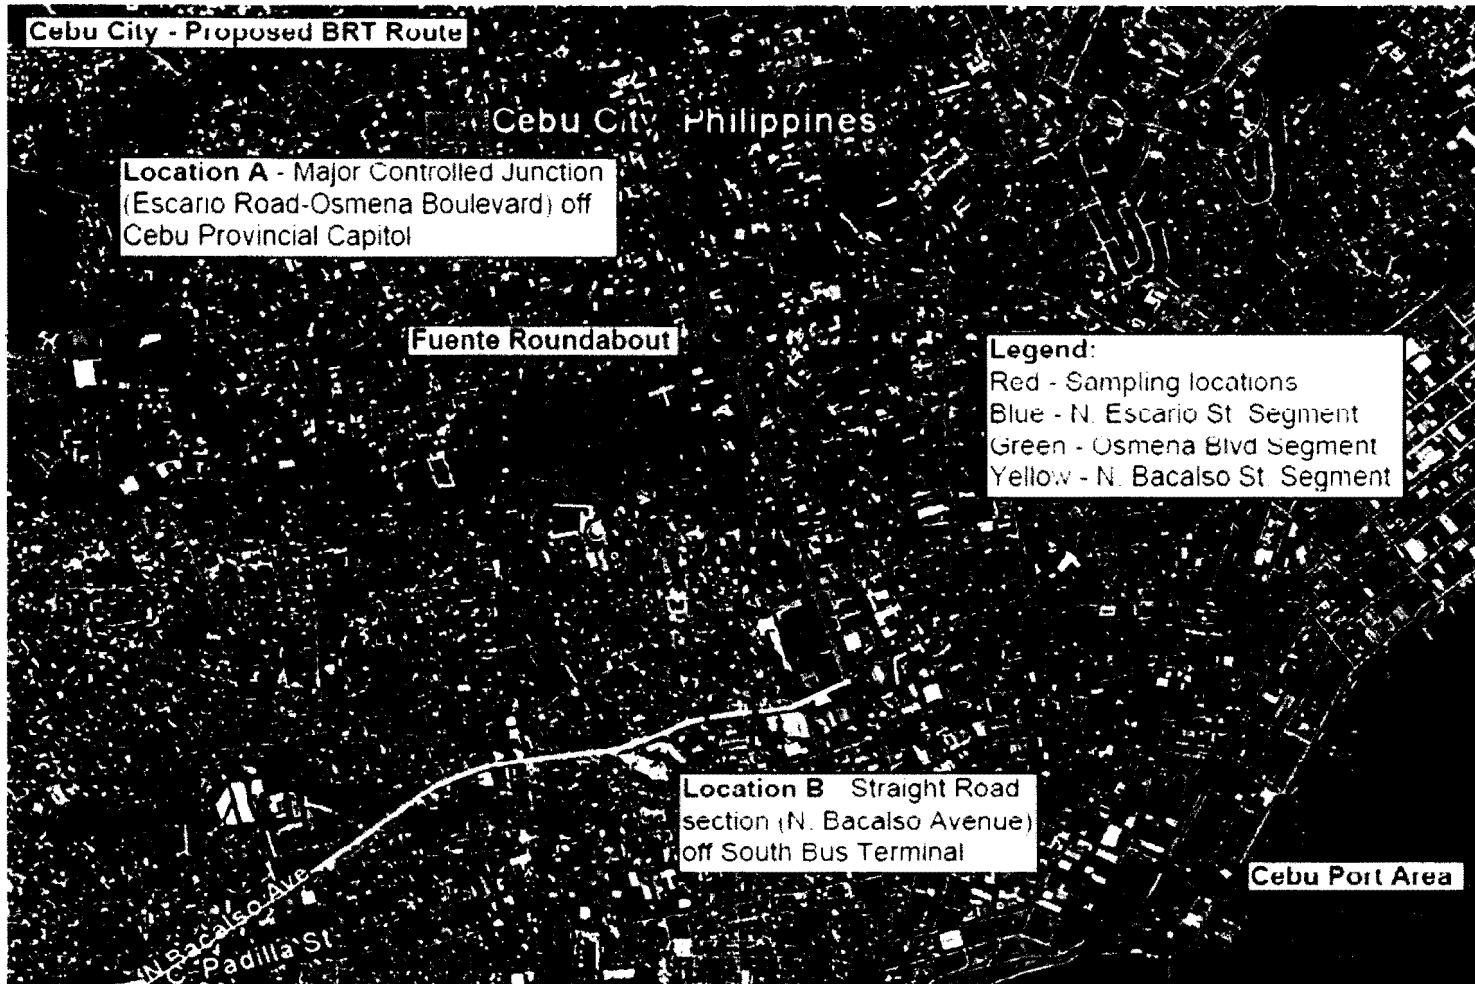 Cebu City - Proposed BRT Route
Cebu City, Philippines
Location A - Major Controlled Junction
(Escario Road-Osmena Boulevard) off
Cebu Provincial Capitol
Fuente Roundabout
Legend:
Red - Sampling locations
Blue - N. Escario St. Segment
Green - Osmena Blvd Segment
Yellow - N. Bacalso St. Segment
Location B Straight Road
section (N. Bacalso Avenue)
off South Bus Terminal
Cebu Port Area
N Bacalso Ave
C. Padilla St